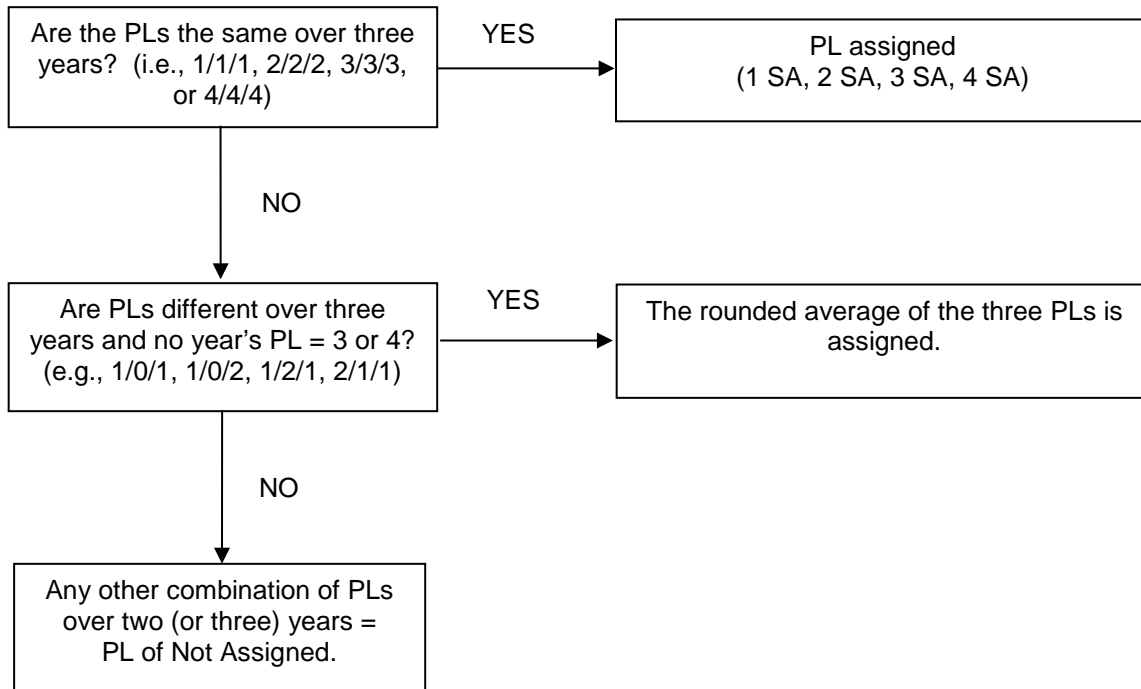 Are the PLs the same over three
years?  (i.e., 1/1/1, 2/2/2, 3/3/3,
or 4/4/4)
YES
PL assigned
(1 SA, 2 SA, 3 SA, 4 SA)
NO
Are PLs different over three
years and no year’s PL = 3 or 4?
(e.g., 1/0/1, 1/0/2, 1/2/1, 2/1/1)
YES
The rounded average of the three PLs is
assigned.
NO
Any other combination of PLs
over two (or three) years =
PL of Not Assigned.